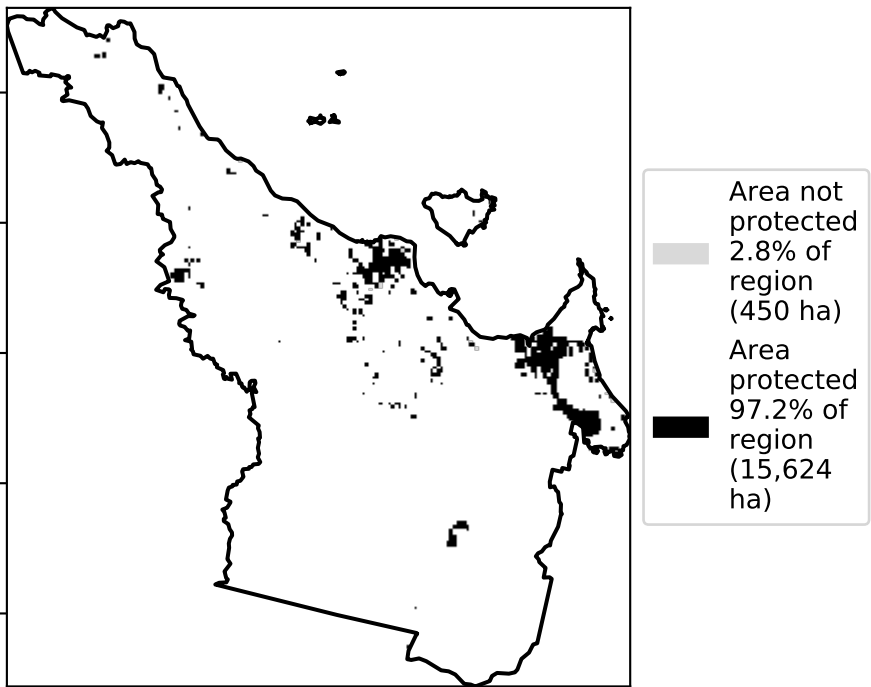 Area not
protected
2.8% of
region
(450 ha)
Area
protected
97.2% of
region
(15,624
ha)